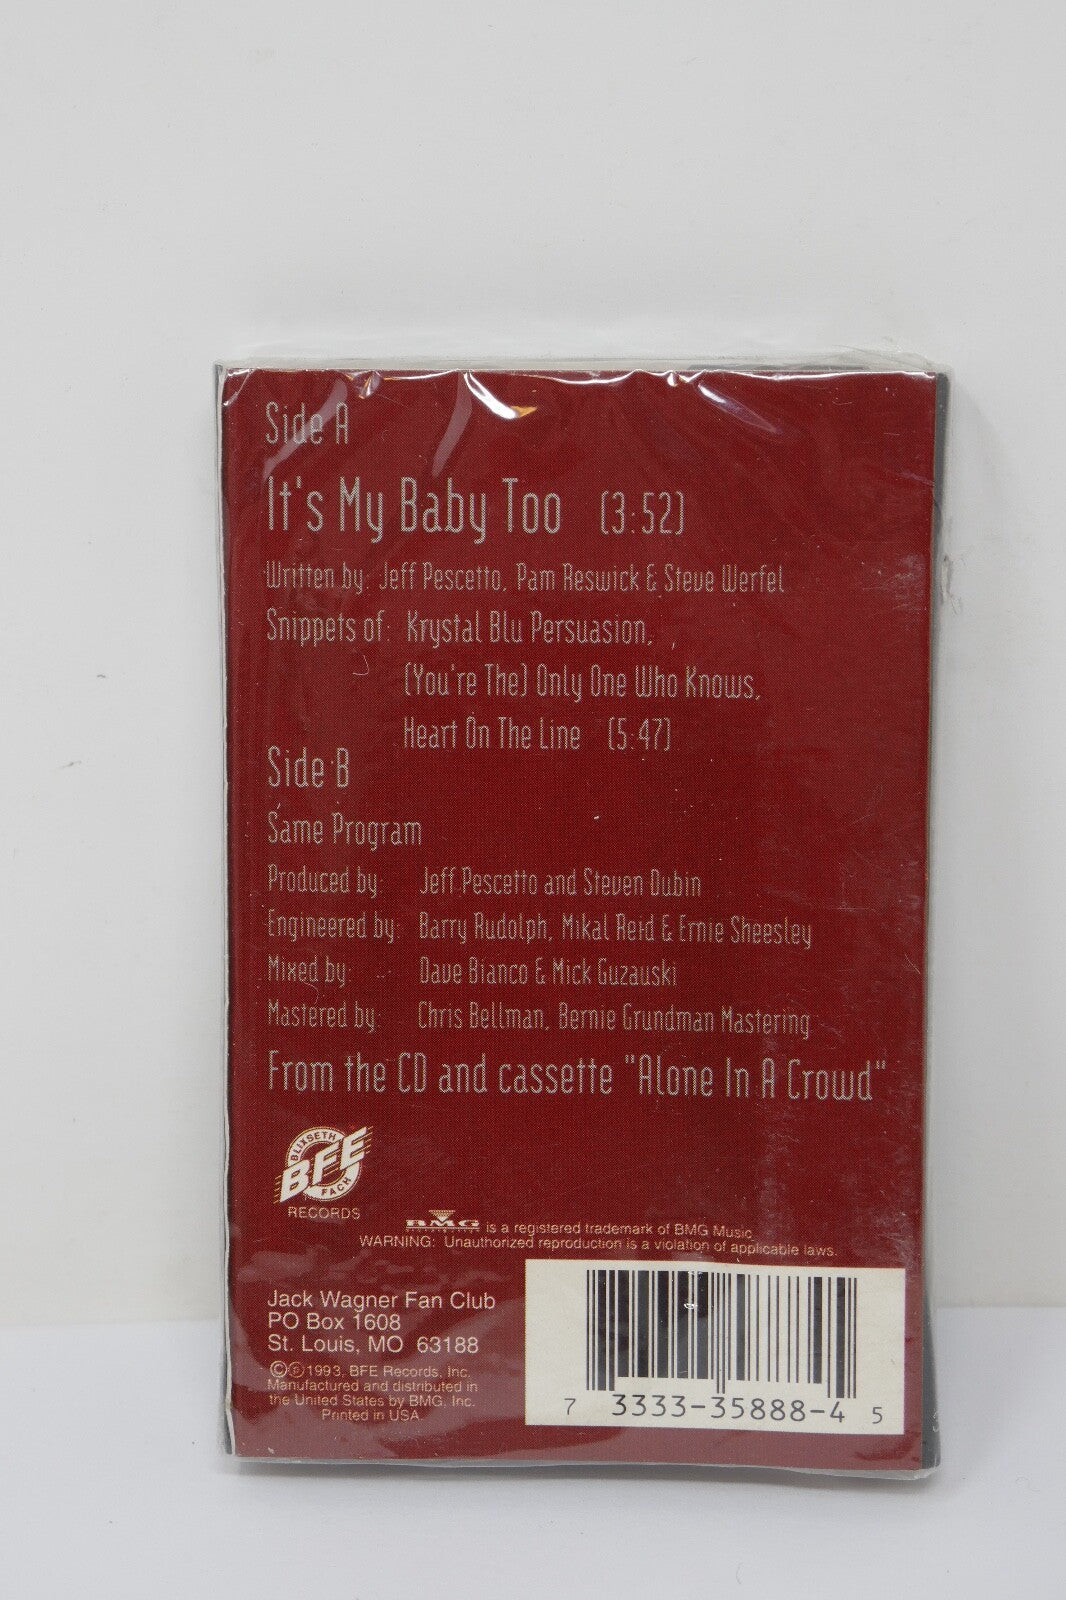 Side A
It's My Baby Too (3:52)
Written by: Jeff Pescetto, Pam Reswick & Steve Werfel
Snippets of: Krystal Blu Persuasion,
(You're The) Only One Who Knows,
Heart On The Line (5:47)
Side B
Same Program
Produced by: Jeff Pescetto and Steven Dubin
Engineered by: Barry Rudolph, Mikal Reid & Ernie Sheesley
Mixed by: Dave Bianco & Mick Guzauski
Mastered by: Chris Bellman, Bernie Grundman Mastering
From the CD and cassette "Alone In A Crowd"
BLIXSETH
BFE
FACH
RECORDS
BMG is a registered trademark of BMG Music
WARNING: Unauthorized reproduction is a violation of applicable laws.
Jack Wagner Fan Club
PO Box 1608
St. Louis, MO 63188
©℗1993, BFE Records, Inc.
Manufactured and distributed in
the United States by BMG, Inc.
Printed in USA
7 3333-35888-4 5